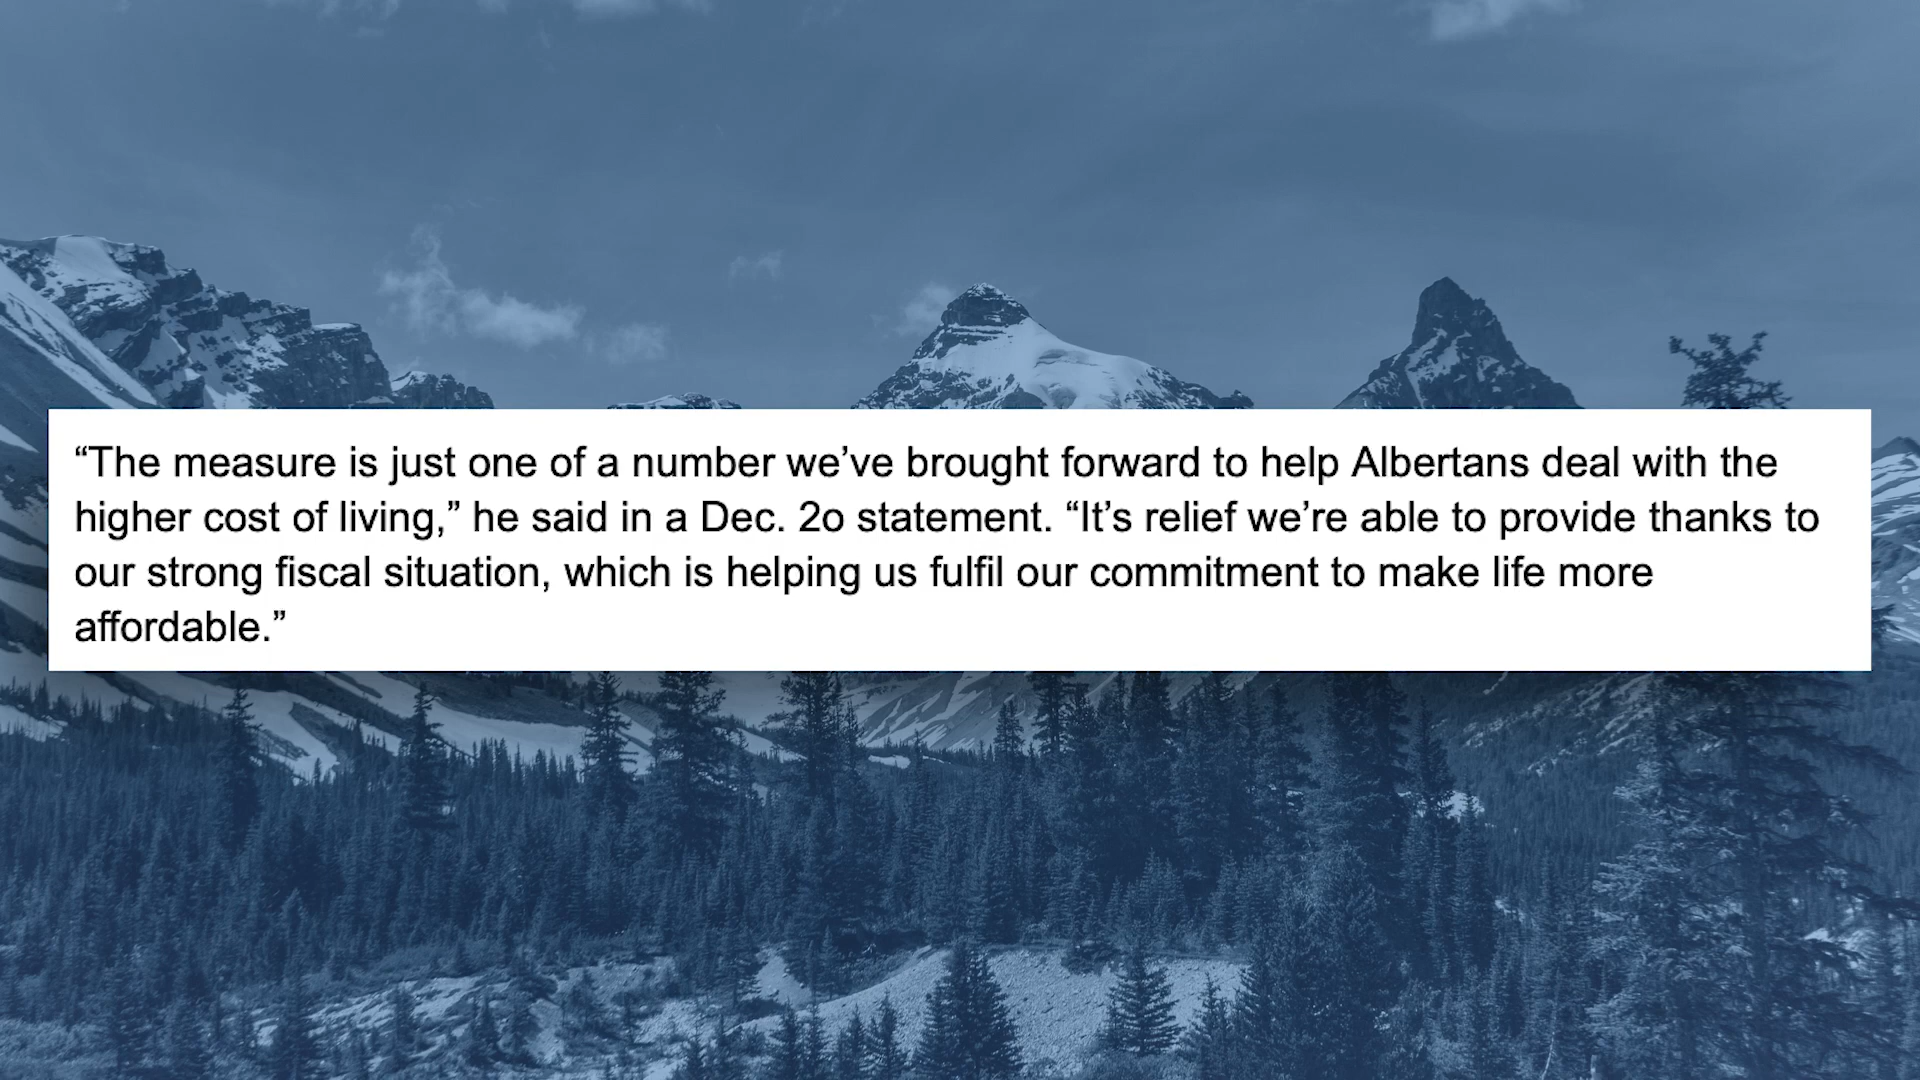 “The measure is just one of a number we’ve brought forward to help Albertans deal with the
higher cost of living,” he said in a Dec. 2o statement. “It’s relief we’re able to provide thanks to
our strong fiscal situation, which is helping us fulfil our commitment to make life more
affordable.”